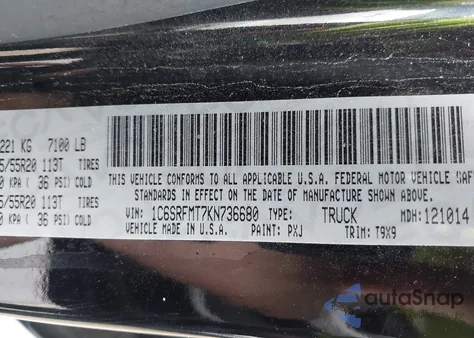 221 KG 7100 LB
5/55R20 113T TIRES
0 KPA ( 36 PSI) COLD
5/55R20 113T TIRES
0 KPA ( 36 PSI) COLD
THIS VEHICLE CONFORMS TO ALL APPLICABLE U.S.A. FEDERAL MOTOR VEHICLE
STANDARDS IN EFFECT ON THE DATE OF MANUFACTURE SHOWN ABOVE.
VIN: 1C6SRFMT7KN736680 TYPE: TRUCK MDH: 121014
MADE IN U.S.A. PAINT: PXJ TRIM: T9X9
autoSnap